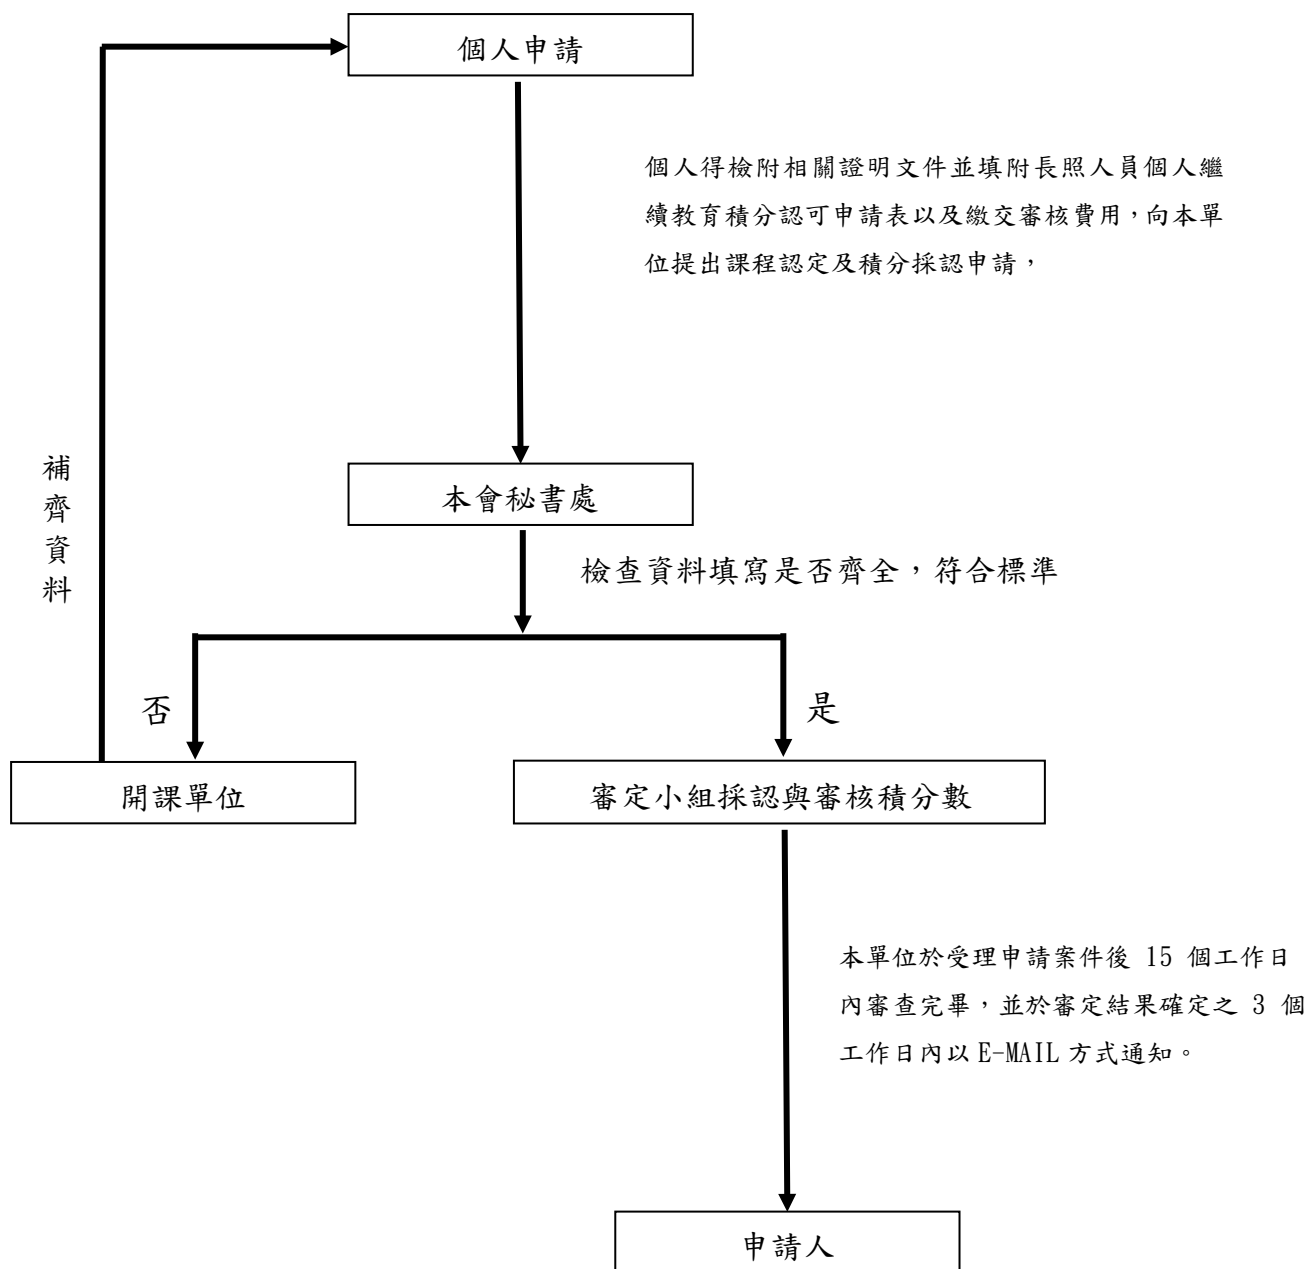 個人申請
個人得檢附相關證明文件並填附長照人員個人繼
續教育積分認可申請表以及繳交審核費用，向本單
位提出課程認定及積分採認申請，
補齊資料
本會秘書處
檢查資料填寫是否齊全，符合標準
否
是
開課單位
審定小組採認與審核積分數
本單位於受理申請案件後 15 個工作日
內審查完畢，並於審定結果確定之 3 個
工作日內以 E-MAIL 方式通知。
申請人